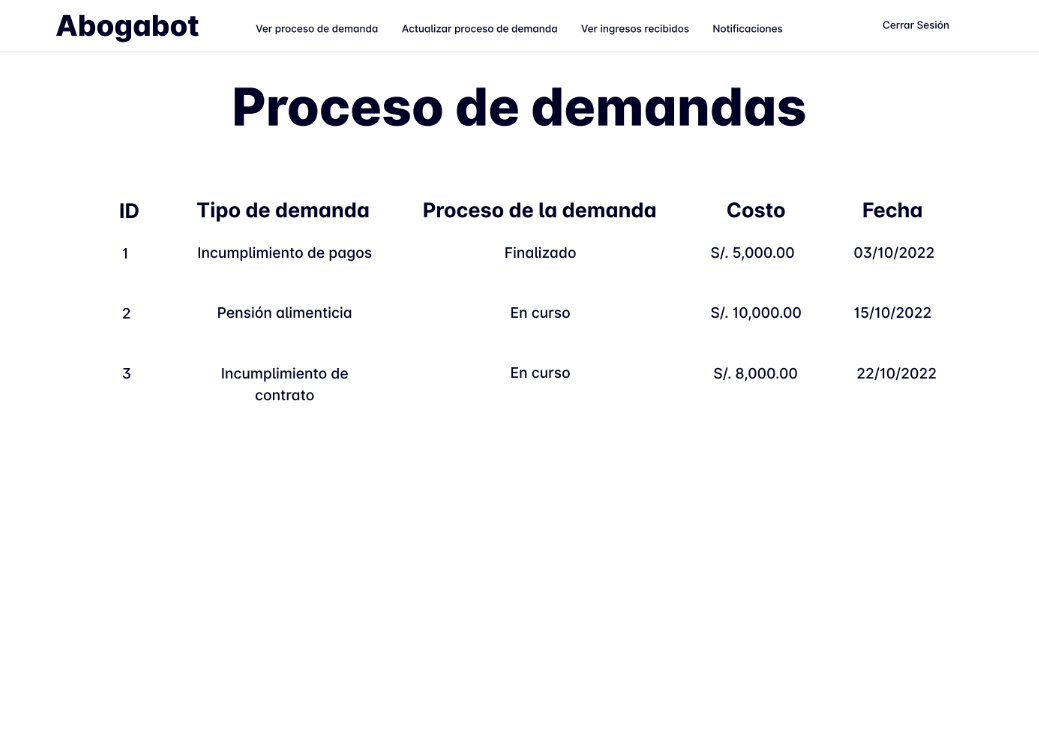 Abogabot
Ver proceso de demanda Actualizar proceso de demanda Ver ingresos recibidos Notificaciones Cerrar Sesión
Proceso de demandas
ID Tipo de demanda Proceso de la demanda Costo Fecha
1 Incumplimiento de pagos Finalizado S/. 5,000.00 03/10/2022
2 Pensión alimenticia En curso S/. 10,000.00 15/10/2022
3 Incumplimiento de En curso S/. 8,000.00 22/10/2022
contrato